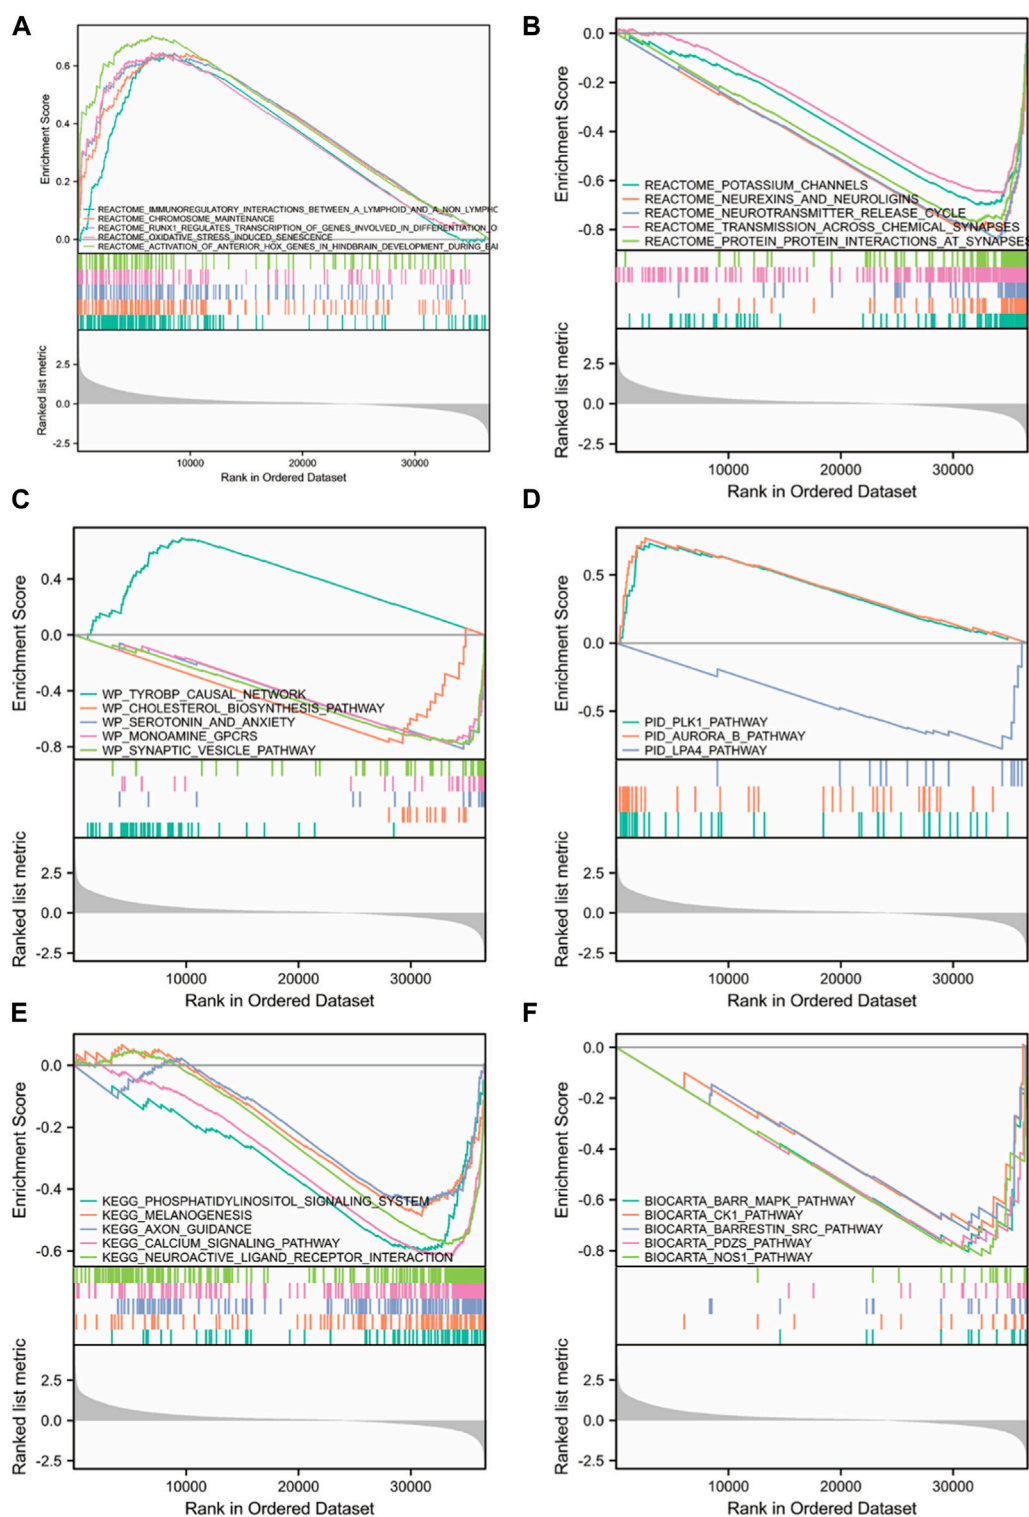 A
Enrichment Score
0.6
0.4
0.2
0.0
REACTOME_IMMUNOREGULATORY_INTERACTIONS_BETWEEN_A_LYMPHOID_AND_A_NON_LYMPHO
REACTOME_CHROMOSOME_MAINTENANCE
REACTOME_RUNX1_REGULATES_TRANSCRIPTION_OF_GENES_INVOLVED_IN_DIFFERENTIATION_O
REACTOME_OXIDATIVE_STRESS_INDUCED_SENESCENCE
REACTOME_ACTIVATION_OF_ANTERIOR_HOX_GENES_IN_HINDBRAIN_DEVELOPMENT_DURING_EA
Ranked list metric
2.5
0.0
-2.5
10000 20000 30000
Rank in Ordered Dataset
B
Enrichment Score
0.0
-0.2
-0.4
-0.6
-0.8
REACTOME_POTASSIUM_CHANNELS
REACTOME_NEUREXINS_AND_NEUROLIGINS
REACTOME_NEUROTRANSMITTER_RELEASE_CYCLE
REACTOME_TRANSMISSION_ACROSS_CHEMICAL_SYNAPSES
REACTOME_PROTEIN_PROTEIN_INTERACTIONS_AT_SYNAPSES
Ranked list metric
2.5
0.0
-2.5
10000 20000 30000
Rank in Ordered Dataset
C
Enrichment Score
0.4
0.0
-0.4
-0.8
WP_TYROBP_CAUSAL_NETWORK
WP_CHOLESTEROL_BIOSYNTHESIS_PATHWAY
WP_SEROTONIN_AND_ANXIETY
WP_MONOAMINE_GPCRS
WP_SYNAPTIC_VESICLE_PATHWAY
Ranked list metric
2.5
0.0
-2.5
10000 20000 30000
Rank in Ordered Dataset
D
Enrichment Score
0.5
0.0
-0.5
PID_PLK1_PATHWAY
PID_AURORA_B_PATHWAY
PID_LPA4_PATHWAY
Ranked list metric
2.5
0.0
-2.5
10000 20000 30000
Rank in Ordered Dataset
E
Enrichment Score
0.0
-0.2
-0.4
-0.6
KEGG_PHOSPHATIDYLINOSITOL_SIGNALING_SYSTEM
KEGG_MELANOGENESIS
KEGG_AXON_GUIDANCE
KEGG_CALCIUM_SIGNALING_PATHWAY
KEGG_NEUROACTIVE_LIGAND_RECEPTOR_INTERACTION
Ranked list metric
2.5
0.0
-2.5
10000 20000 30000
Rank in Ordered Dataset
F
Enrichment Score
0.0
-0.2
-0.4
-0.6
-0.8
BIOCARTA_BARR_MAPK_PATHWAY
BIOCARTA_CK1_PATHWAY
BIOCARTA_BARRESTIN_SRC_PATHWAY
BIOCARTA_PDZS_PATHWAY
BIOCARTA_NOS1_PATHWAY
Ranked list metric
2.5
0.0
-2.5
10000 20000 30000
Rank in Ordered Dataset